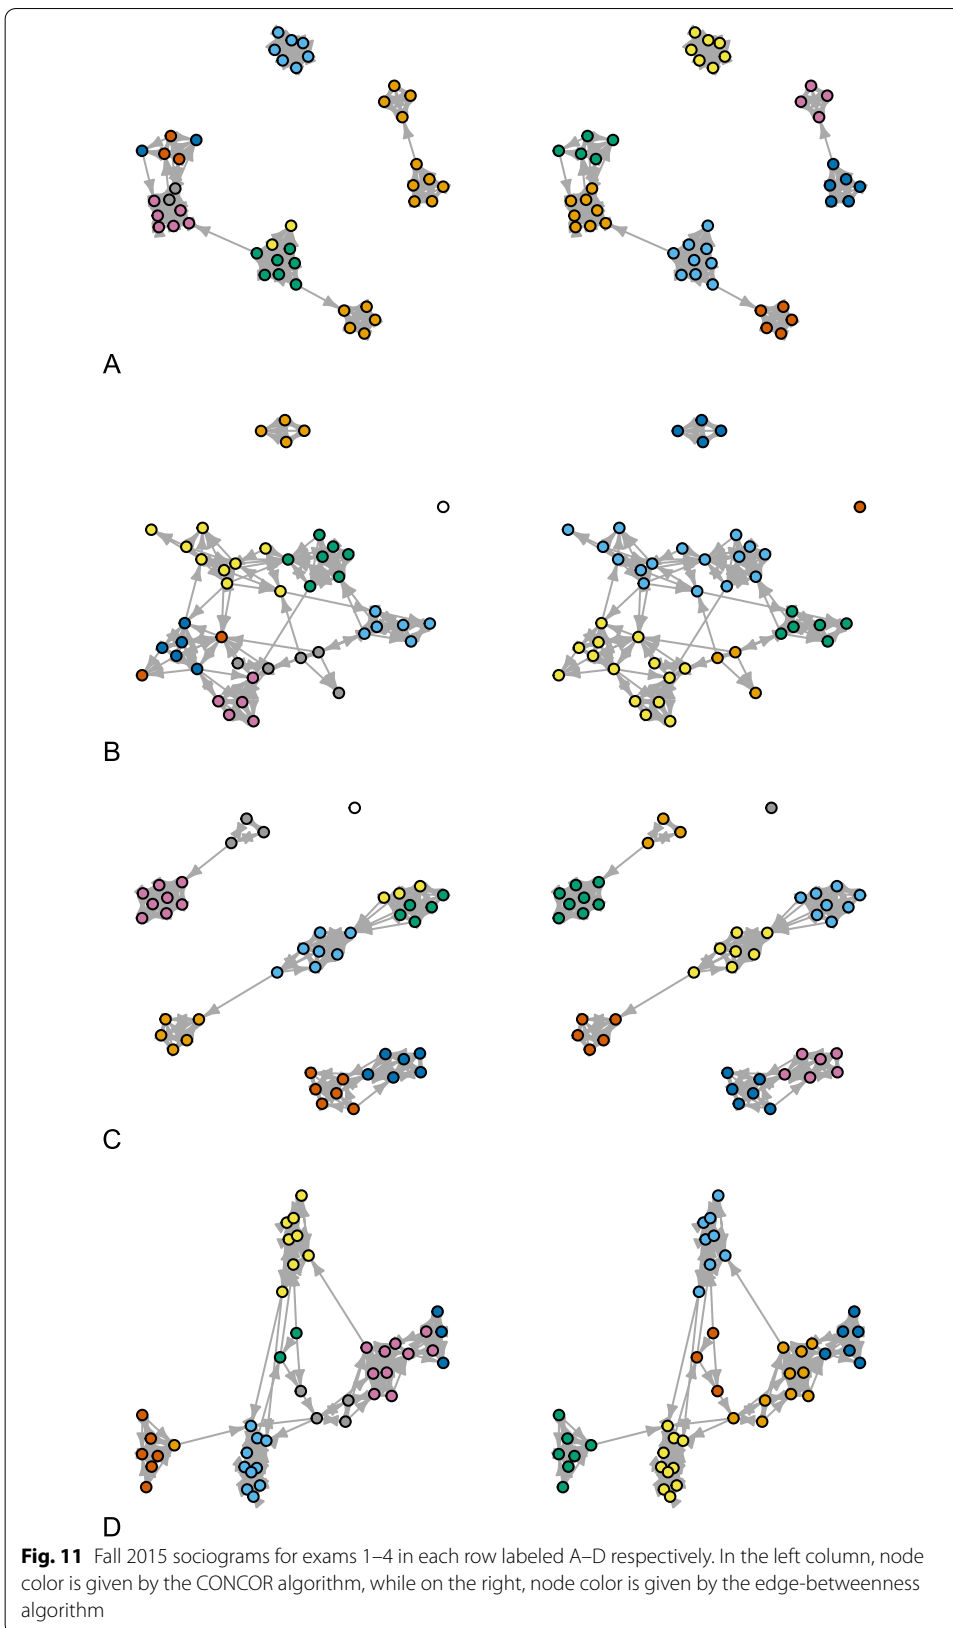 A
B
C
D
Fig. 11 Fall 2015 sociograms for exams 1–4 in each row labeled A–D respectively. In the left column, node
color is given by the CONCOR algorithm, while on the right, node color is given by the edge-betweenness
algorithm